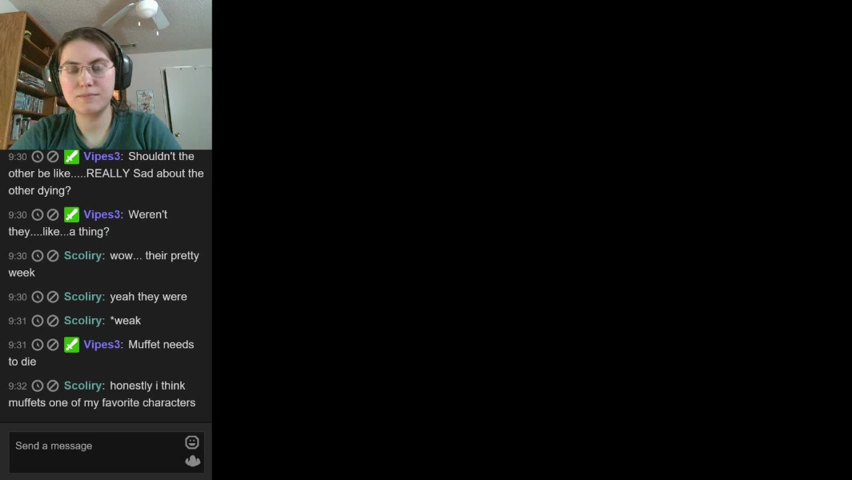 9:30 Vipes3: Shouldn't the
other be like.....REALLY Sad about the
other dying?
9:30 Vipes3: Weren't
they....like...a thing?
9:30 Scoliry: wow... their pretty
week
9:30 Scoliry: yeah they were
9:31 Scoliry: *weak
9:31 Vipes3: Muffet needs
to die
9:32 Scoliry: honestly i think
muffets one of my favorite characters
Send a message